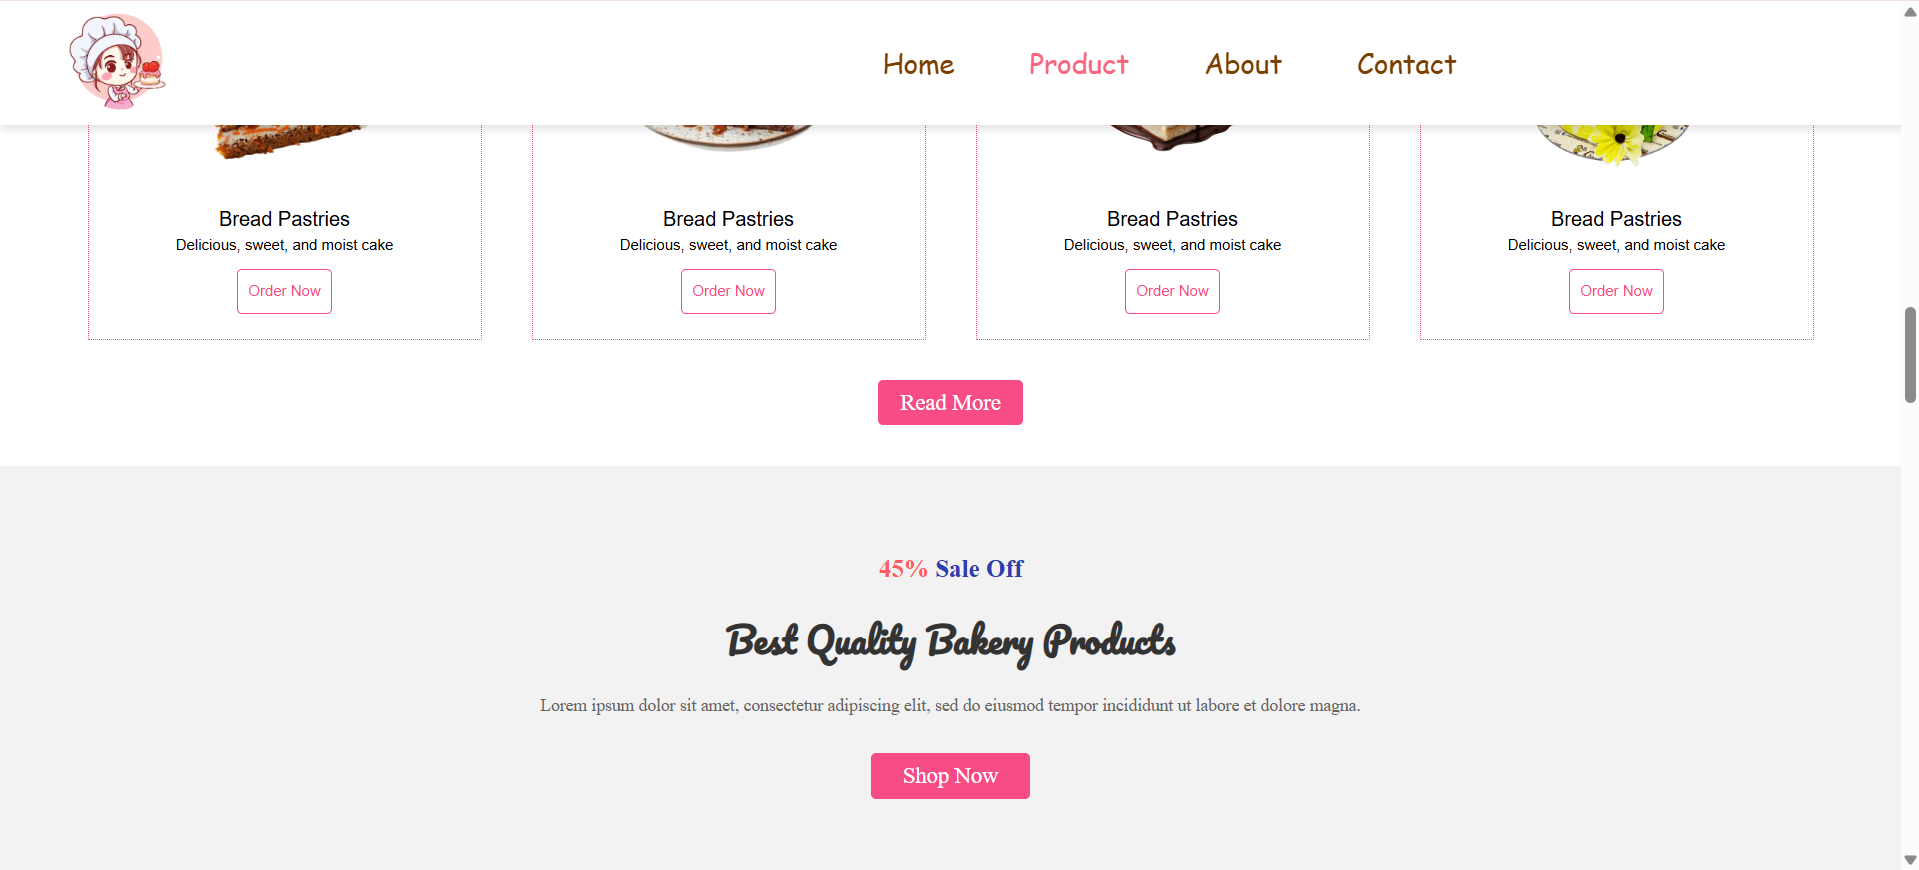 Home Product About Contact
Bread Pastries Bread Pastries Bread Pastries Bread Pastries
Delicious, sweet, and moist cake Delicious, sweet, and moist cake Delicious, sweet, and moist cake Delicious, sweet, and moist cake
Order Now Order Now Order Now Order Now
Read More
45% Sale Off
Best Quality Bakery Products
Lorem ipsum dolor sit amet, consectetur adipiscing elit, sed do eiusmod tempor incididunt ut labore et dolore magna.
Shop Now